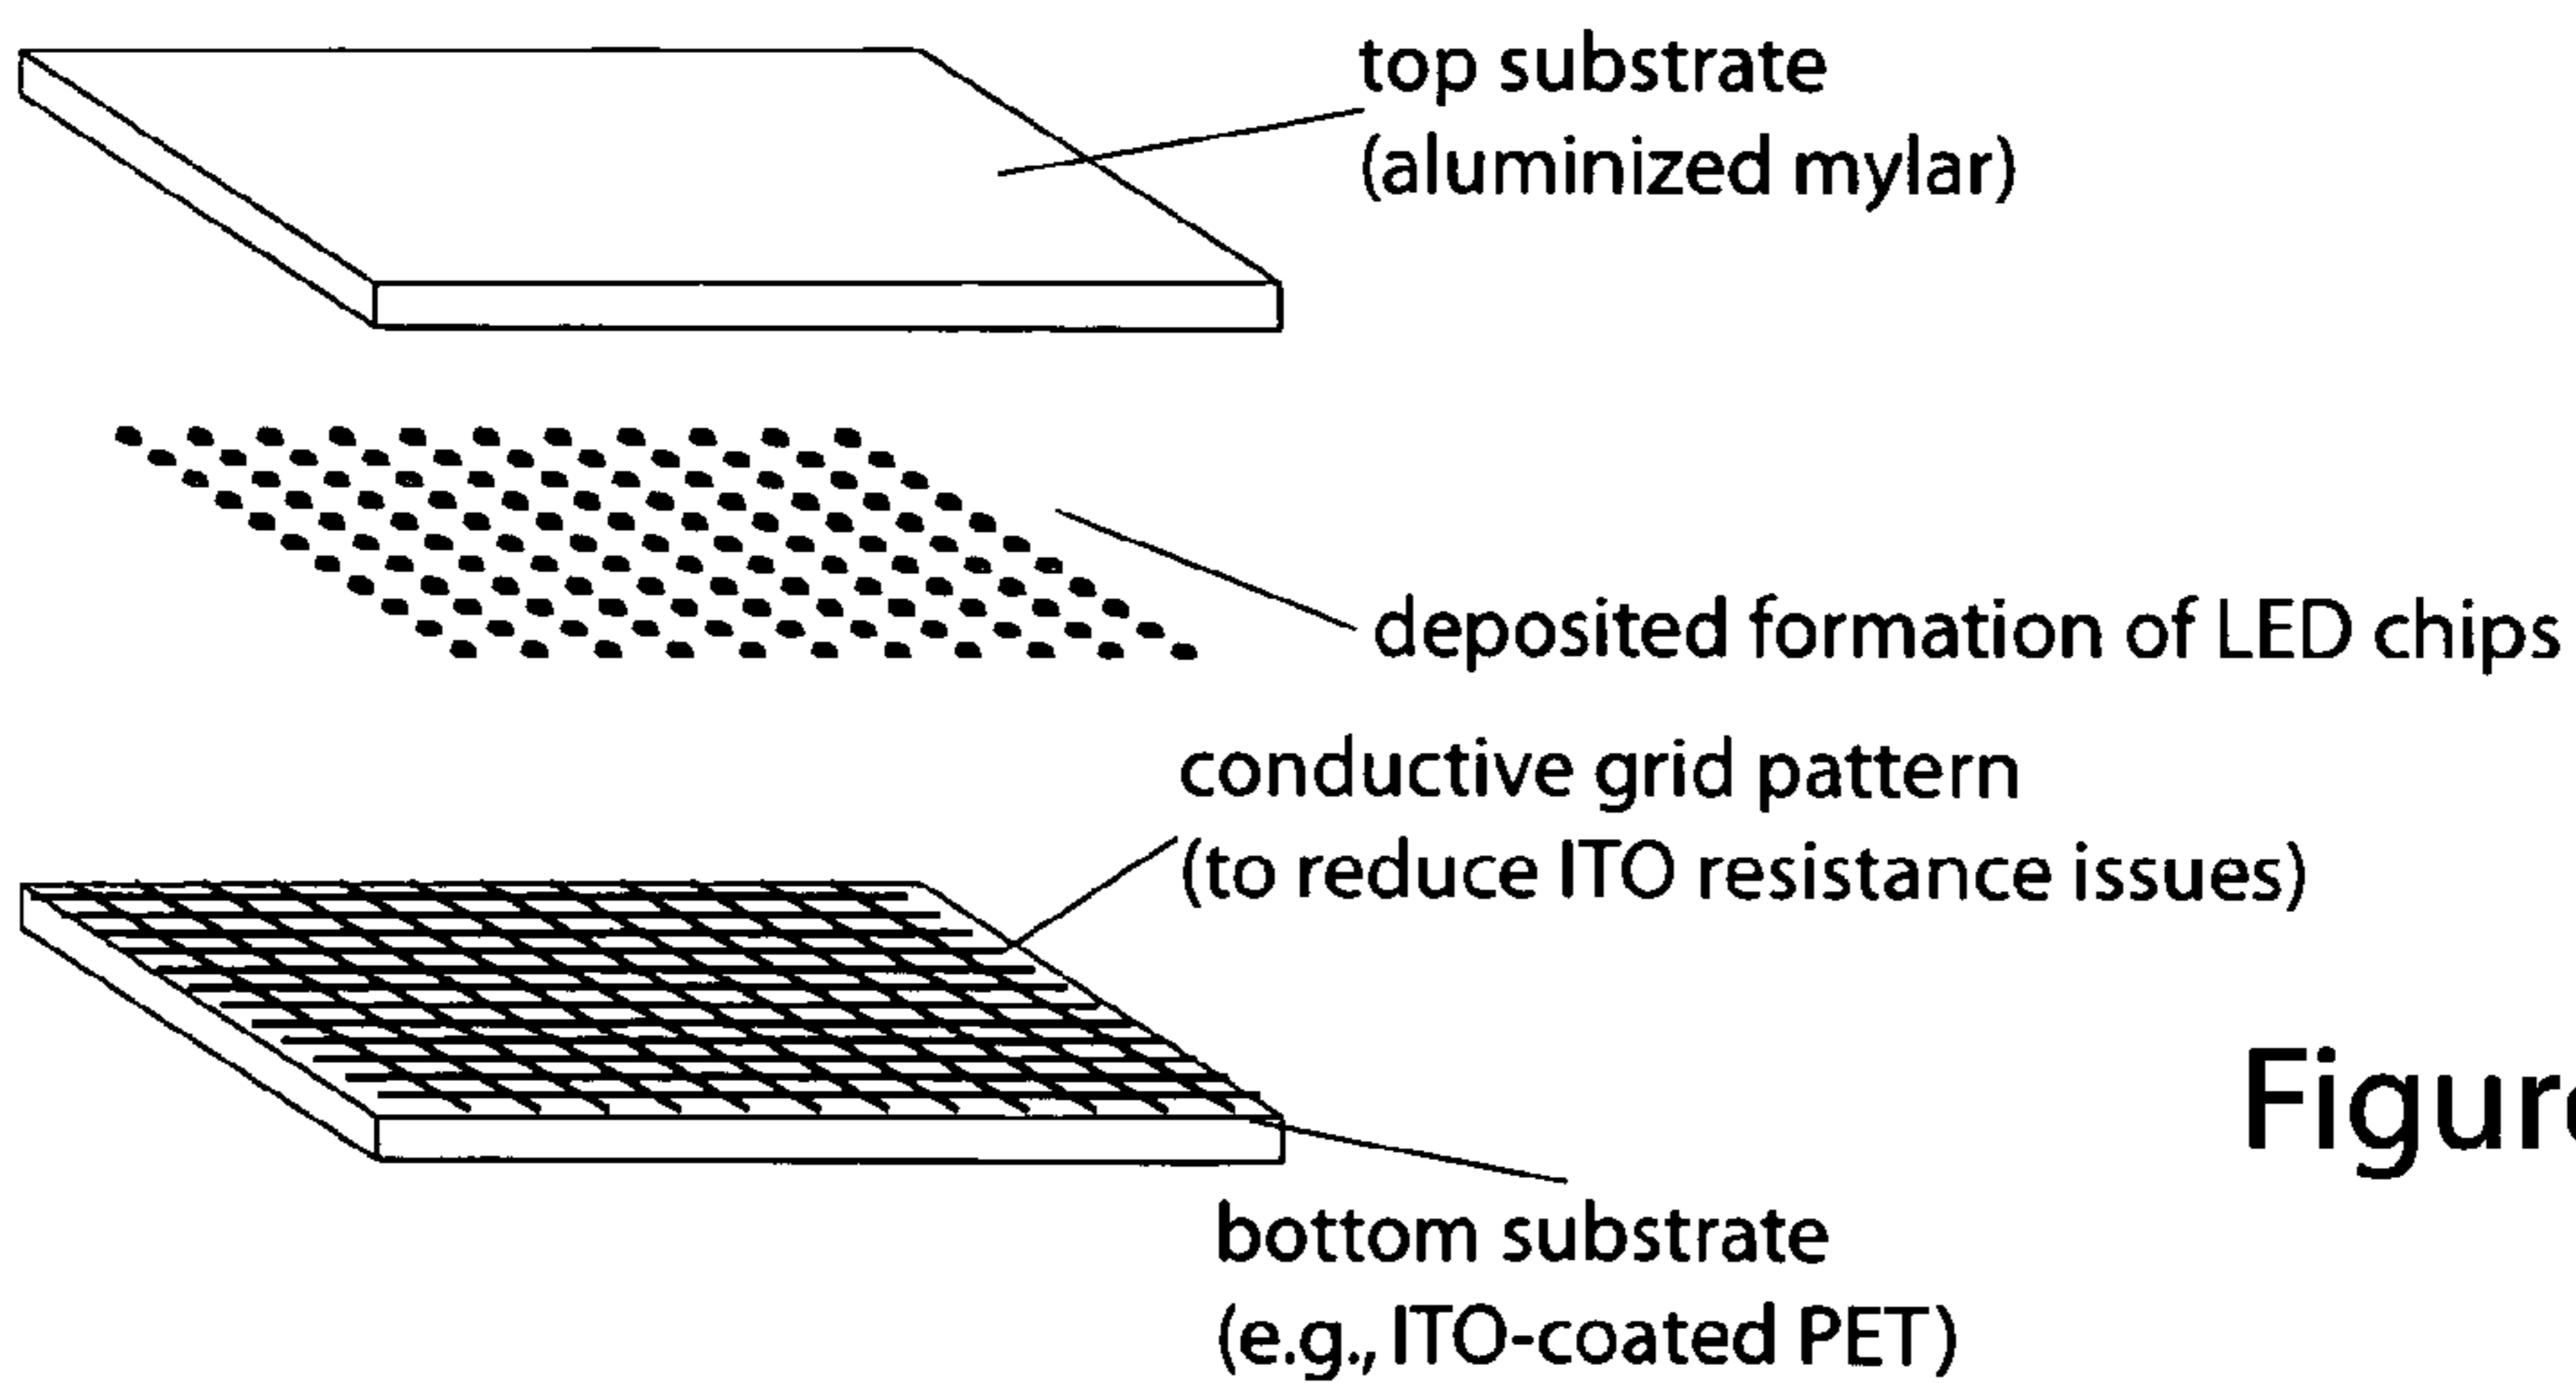 top substrate
(aluminized mylar)
deposited formation of LED chips
conductive grid pattern
(to reduce ITO resistance issues)
bottom substrate
(e.g., ITO-coated PET)